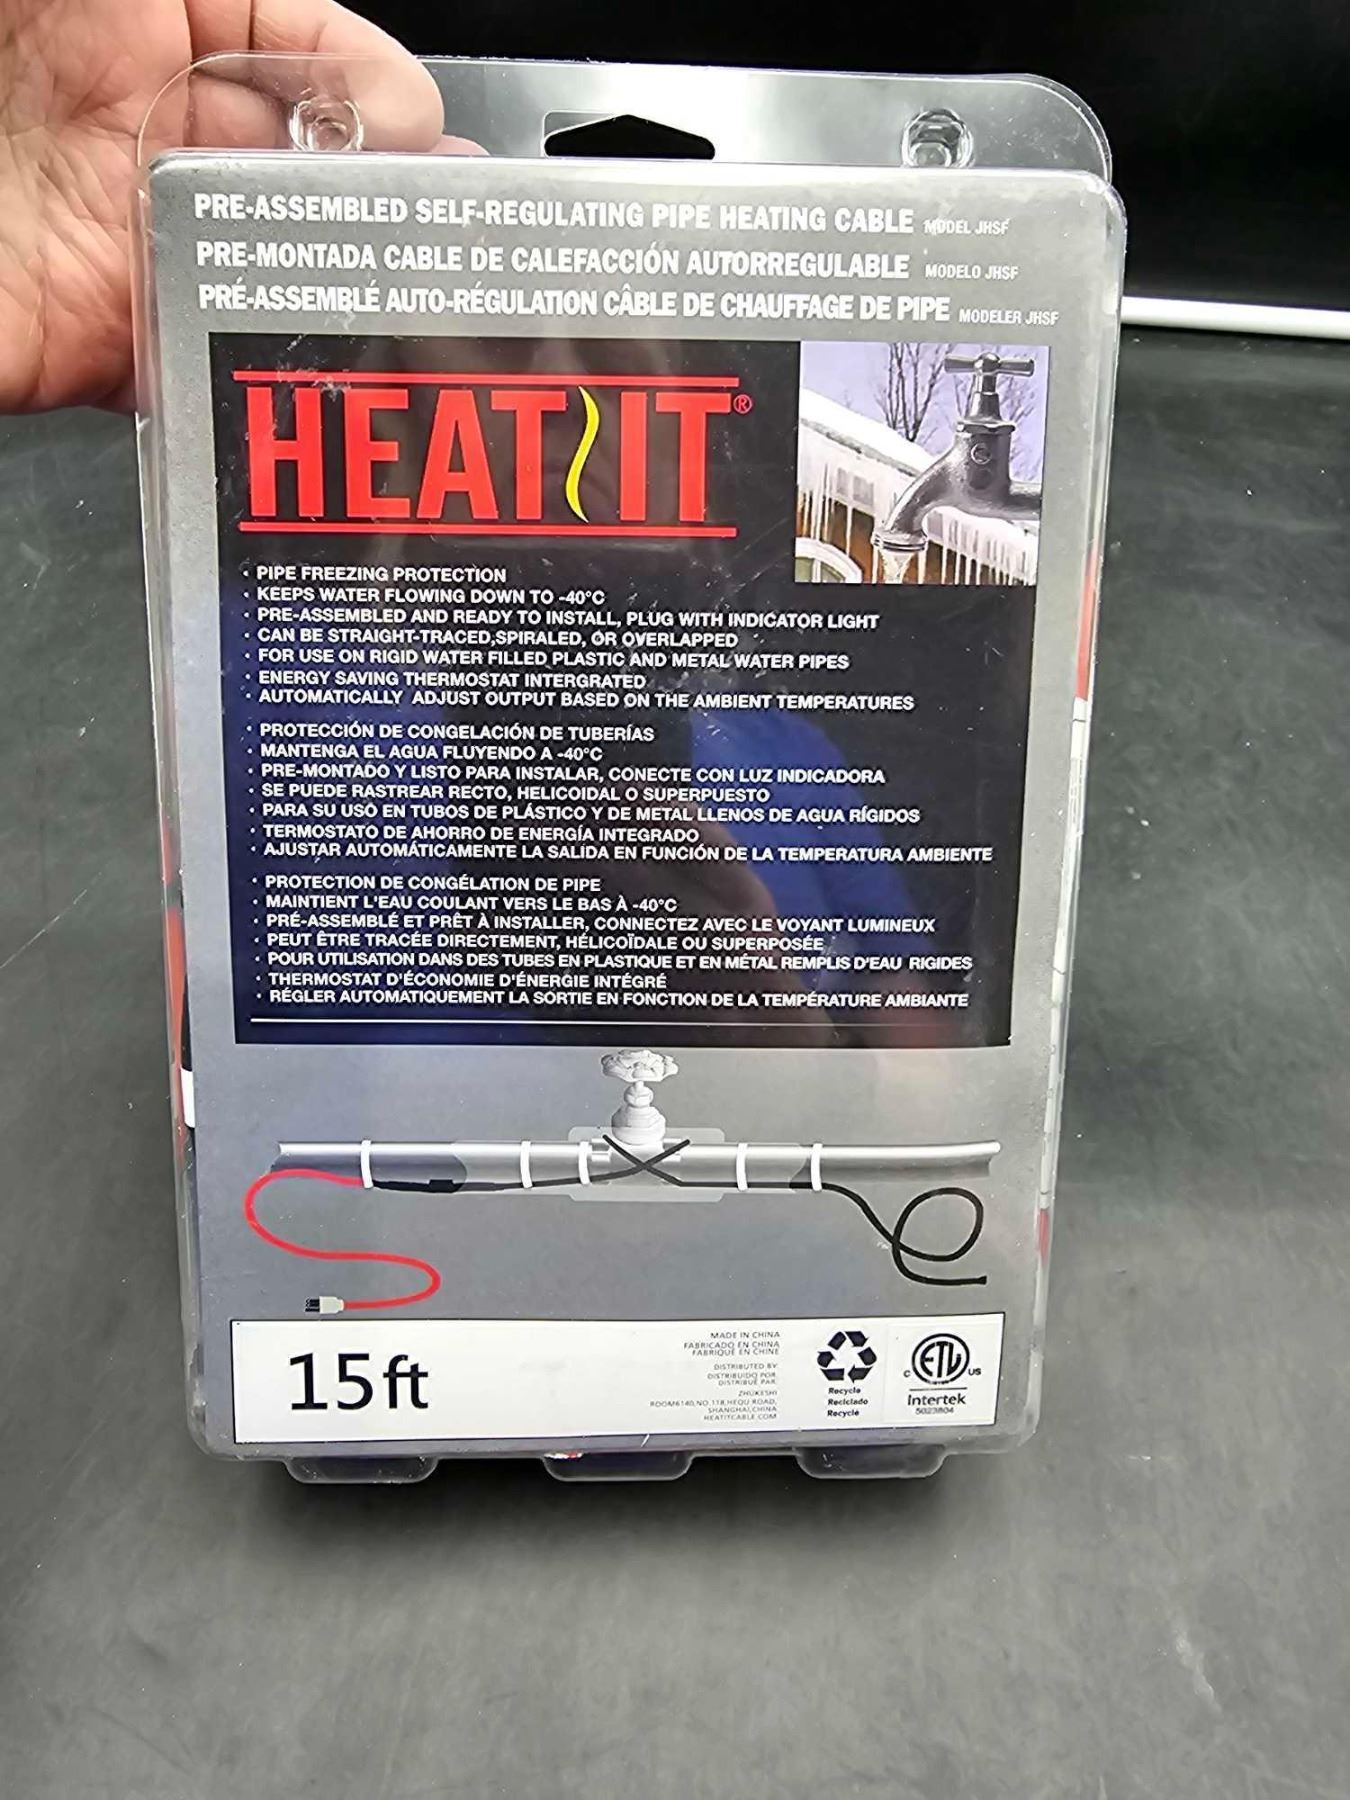 PRE-ASSEMBLED SELF-REGULATING PIPE HEATING CABLE MODEL JHSF
PRE-MONTADA CABLE DE CALEFACCIÓN AUTORREGULABLE MODELO JHSF
PRÉ-ASSEMBLÉ AUTO-RÉGULATION CÂBLE DE CHAUFFAGE DE PIPE MODELER JHSF
HEAT IT®
• PIPE FREEZING PROTECTION
• KEEPS WATER FLOWING DOWN TO -40°C
• PRE-ASSEMBLED AND READY TO INSTALL, PLUG WITH INDICATOR LIGHT
• CAN BE STRAIGHT-TRACED,SPIRALED, OR OVERLAPPED
• FOR USE ON RIGID WATER FILLED PLASTIC AND METAL WATER PIPES
• ENERGY SAVING THERMOSTAT INTERGRATED
• AUTOMATICALLY ADJUST OUTPUT BASED ON THE AMBIENT TEMPERATURES
• PROTECCIÓN DE CONGELACIÓN DE TUBERÍAS
• MANTENGA EL AGUA FLUYENDO A -40°C
• PRE-MONTADO Y LISTO PARA INSTALAR, CONECTE CON LUZ INDICADORA
• SE PUEDE RASTREAR RECTO, HELICOIDAL O SUPERPUESTO
• PARA SU USO EN TUBOS DE PLÁSTICO Y DE METAL LLENOS DE AGUA RÍGIDOS
• TERMOSTATO DE AHORRO DE ENERGÍA INTEGRADO
• AJUSTAR AUTOMÁTICAMENTE LA SALIDA EN FUNCIÓN DE LA TEMPERATURA AMBIENTE
• PROTECTION DE CONGÉLATION DE PIPE
• MAINTIENT L'EAU COULANT VERS LE BAS À -40°C
• PRÉ-ASSEMBLÉ ET PRÊT À INSTALLER, CONNECTEZ AVEC LE VOYANT LUMINEUX
• PEUT ÊTRE TRACÉE DIRECTEMENT, HÉLICOÏDALE OU SUPERPOSÉE
• POUR UTILISATION DANS DES TUBES EN PLASTIQUE ET EN MÉTAL REMPLIS D'EAU RIGIDES
• THERMOSTAT D'ÉCONOMIE D'ÉNERGIE INTÉGRÉ
• RÉGLER AUTOMATIQUEMENT LA SORTIE EN FONCTION DE LA TEMPÉRATURE AMBIANTE
15ft
MADE IN CHINA
FABRICADO EN CHINA
FABRIQUÉ EN CHINE
DISTRIBUTED BY
DISTRIBUIDO POR
DISTRIBUÉ PAR
ZHUKESHI
ROOM6140,NO.118,HEQU ROAD,
SHANGHAI,CHINA
HEATITCABLE.COM
Recycle
Reciclado
Recyclé
C ETL US
Intertek
5023804